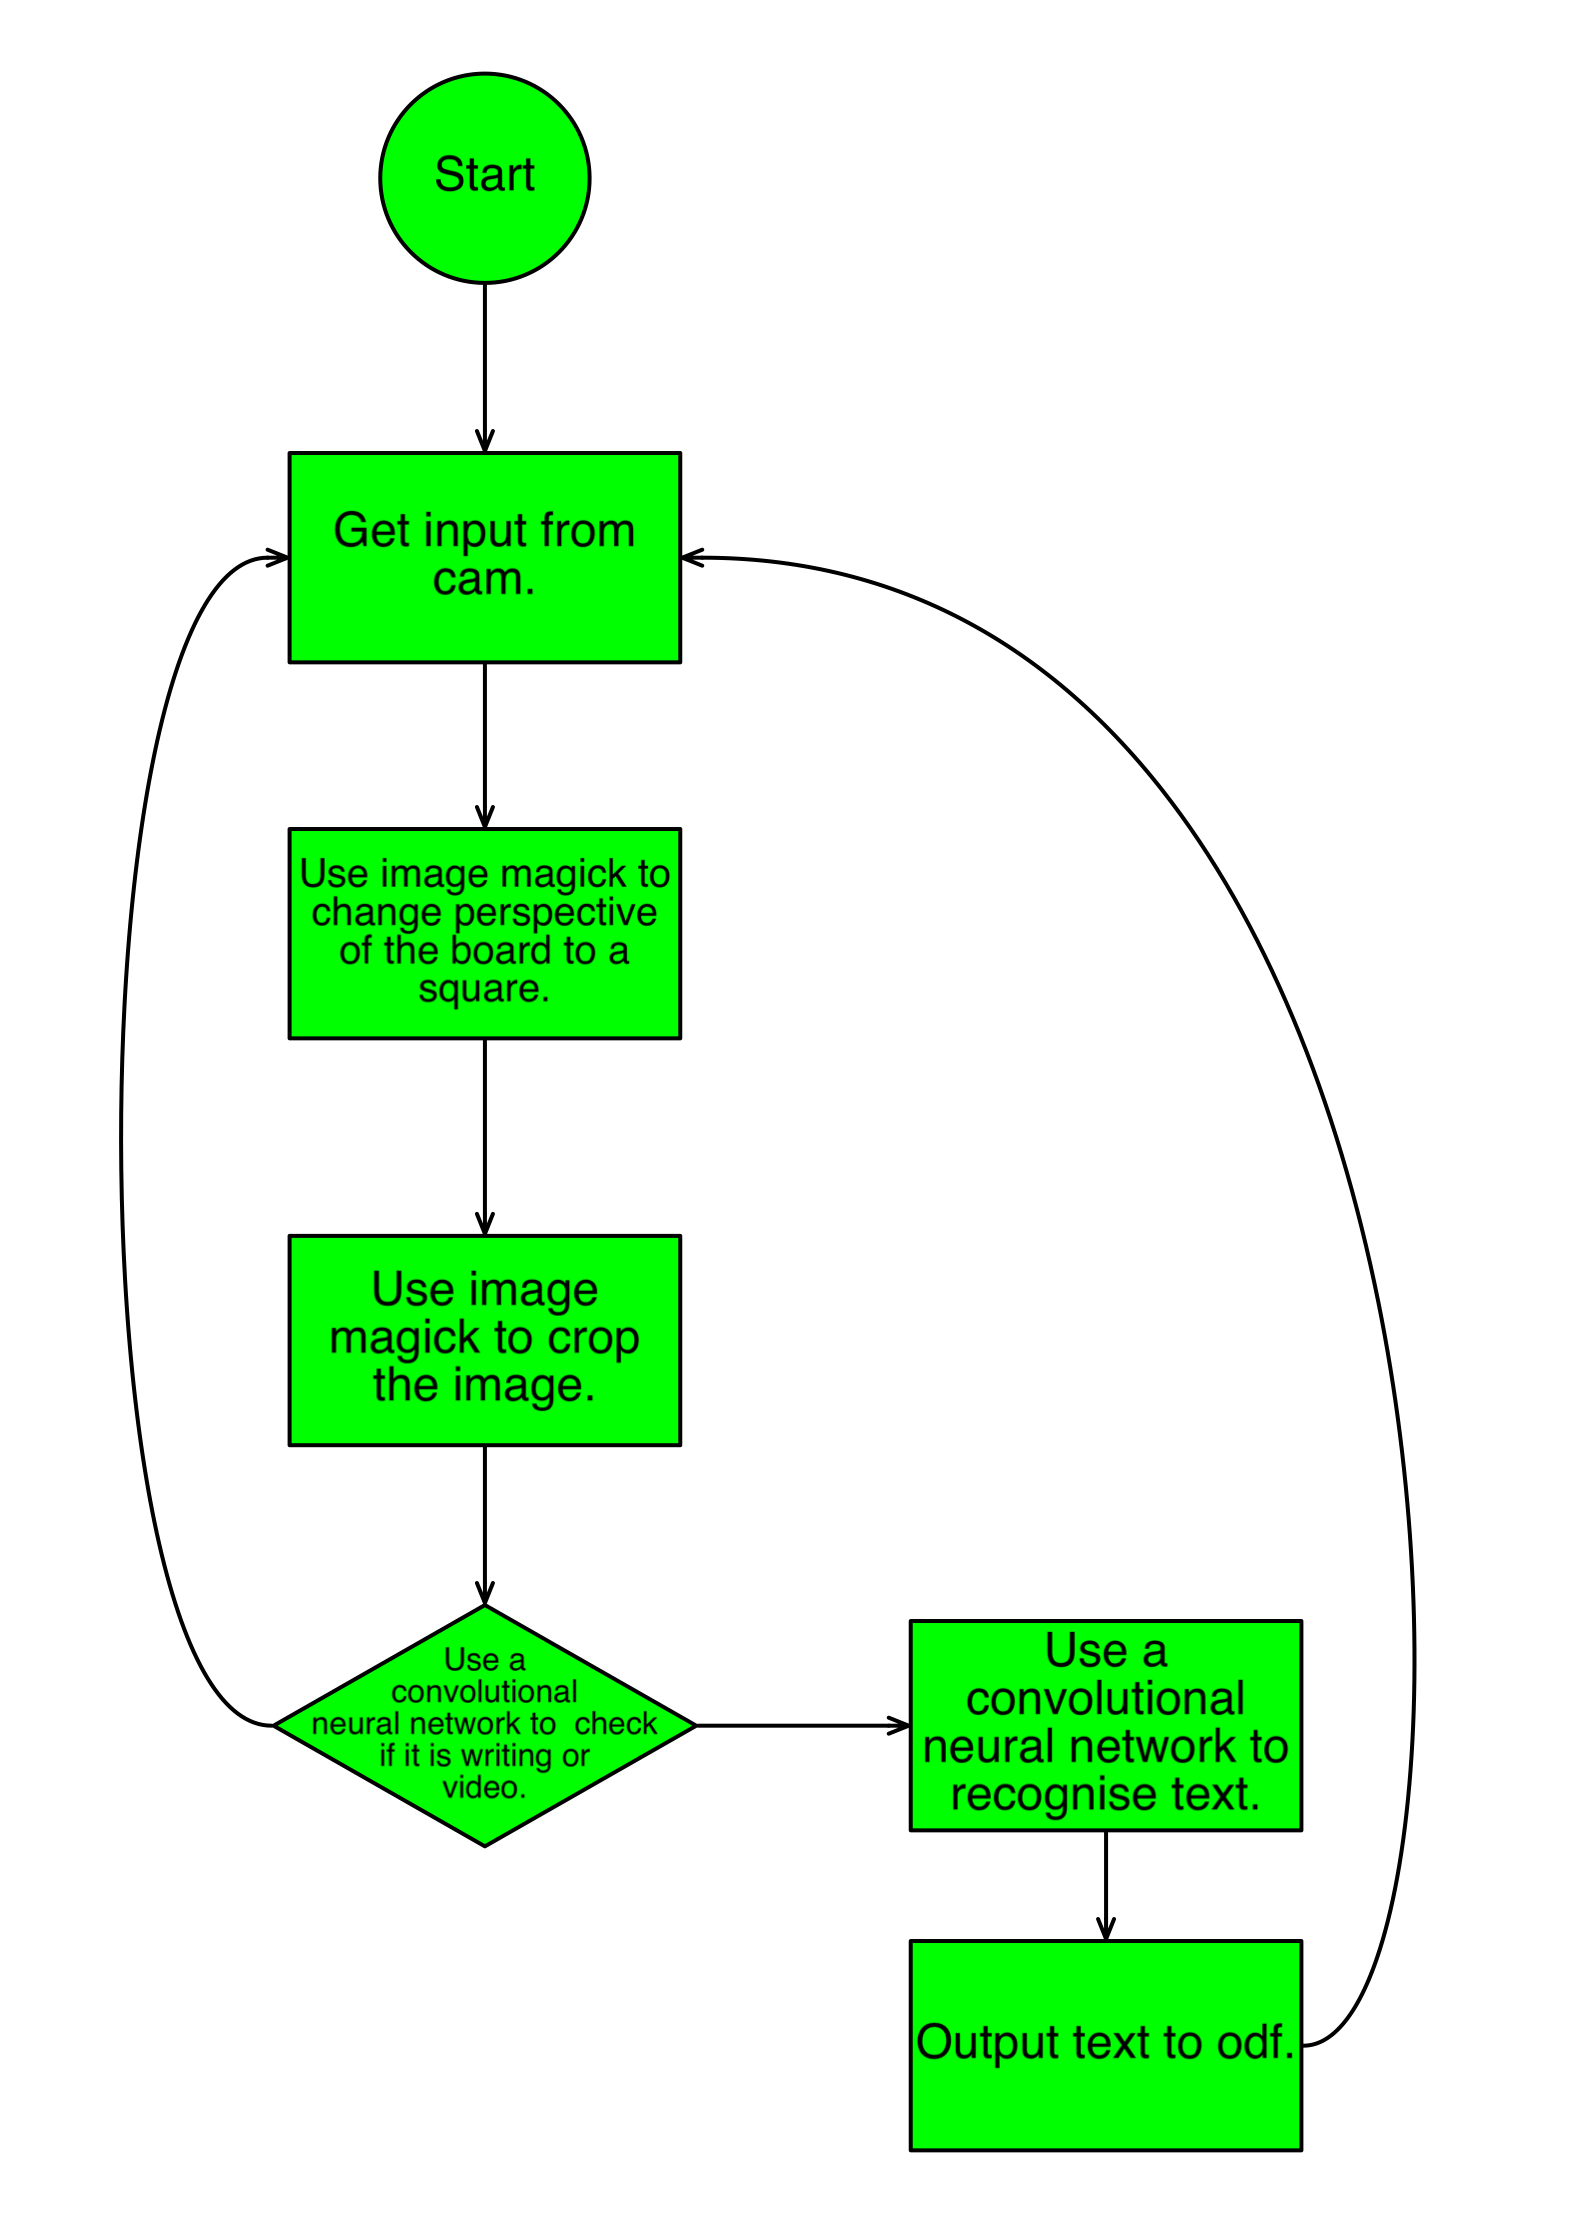 Start
Get input from
cam.
Use image magick to
change perspective
of the board to a
square.
Use image
magick to crop
the image.
Use a
convolutional
neural network to  check
if it is writing or
video.
Use a
convolutional
neural network to
recognise text.
Output text to odf.